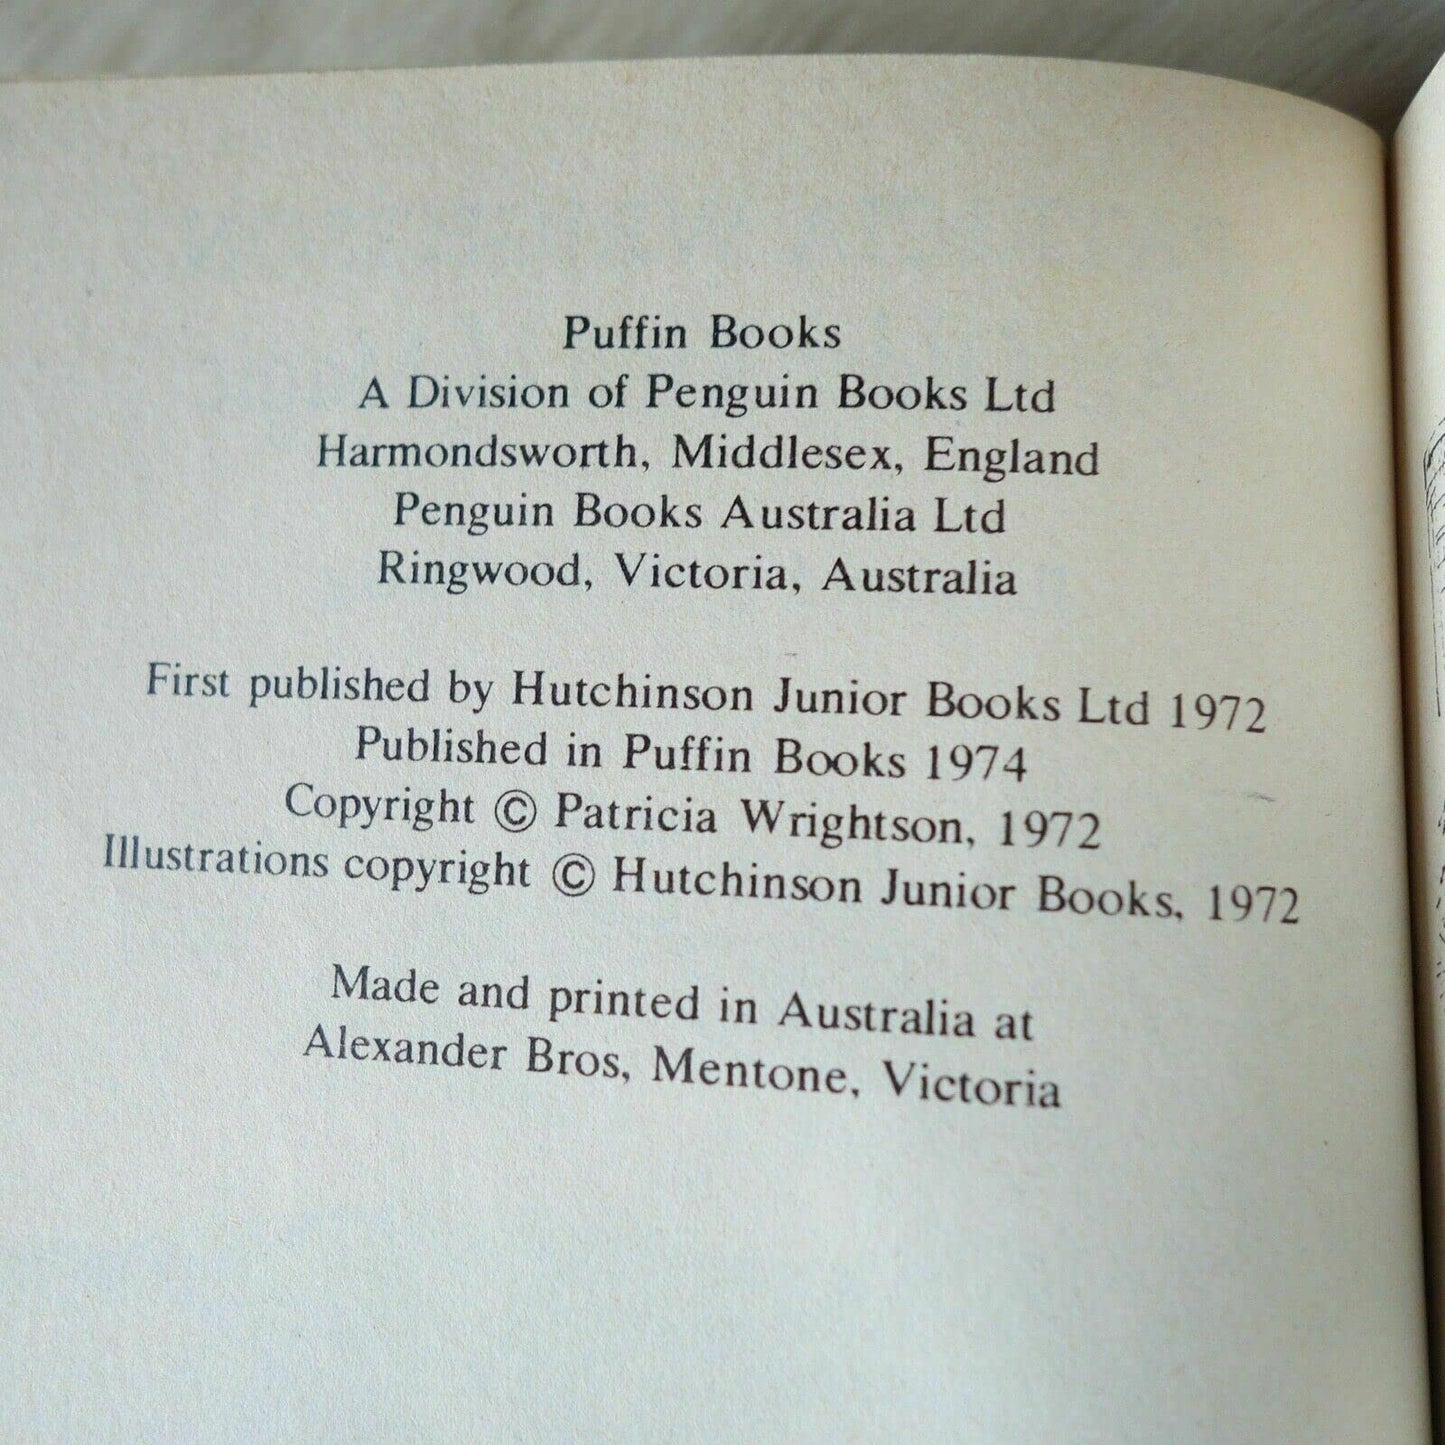 Puffin Books
A Division of Penguin Books Ltd
Harmondsworth, Middlesex, England
Penguin Books Australia Ltd
Ringwood, Victoria, Australia
First published by Hutchinson Junior Books Ltd 1972
Published in Puffin Books 1974
Copyright © Patricia Wrightson, 1972
Illustrations copyright © Hutchinson Junior Books, 1972
Made and printed in Australia at
Alexander Bros, Mentone, Victoria